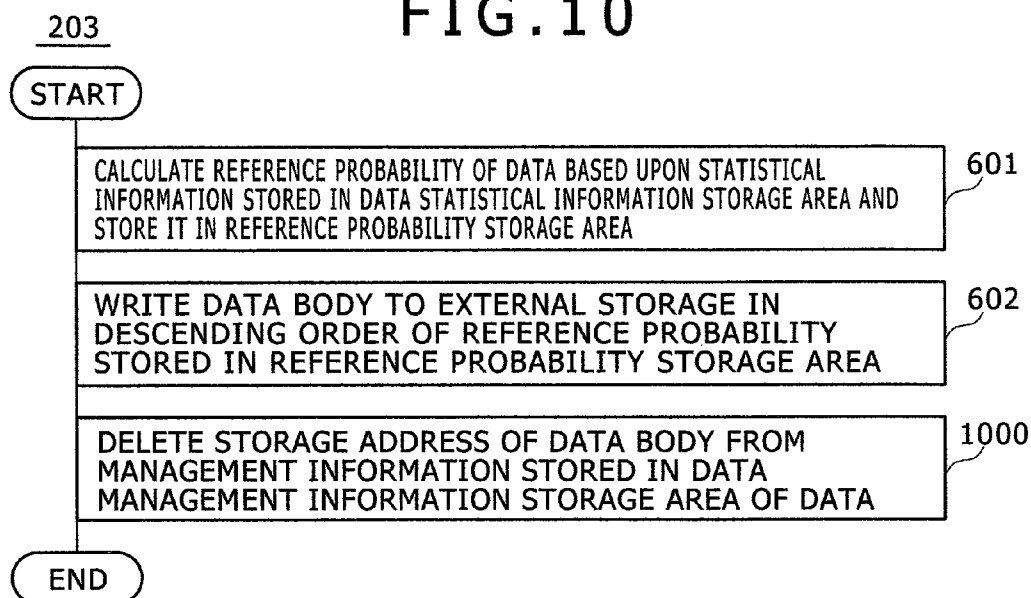 FIG.10
203
START
CALCULATE REFERENCE PROBABILITY OF DATA BASED UPON STATISTICAL
INFORMATION STORED IN DATA STATISTICAL INFORMATION STORAGE AREA AND
STORE IT IN REFERENCE PROBABILITY STORAGE AREA
601
WRITE DATA BODY TO EXTERNAL STORAGE IN
DESCENDING ORDER OF REFERENCE PROBABILITY
STORED IN REFERENCE PROBABILITY STORAGE AREA
602
DELETE STORAGE ADDRESS OF DATA BODY FROM
MANAGEMENT INFORMATION STORED IN DATA
MANAGEMENT INFORMATION STORAGE AREA OF DATA
1000
END